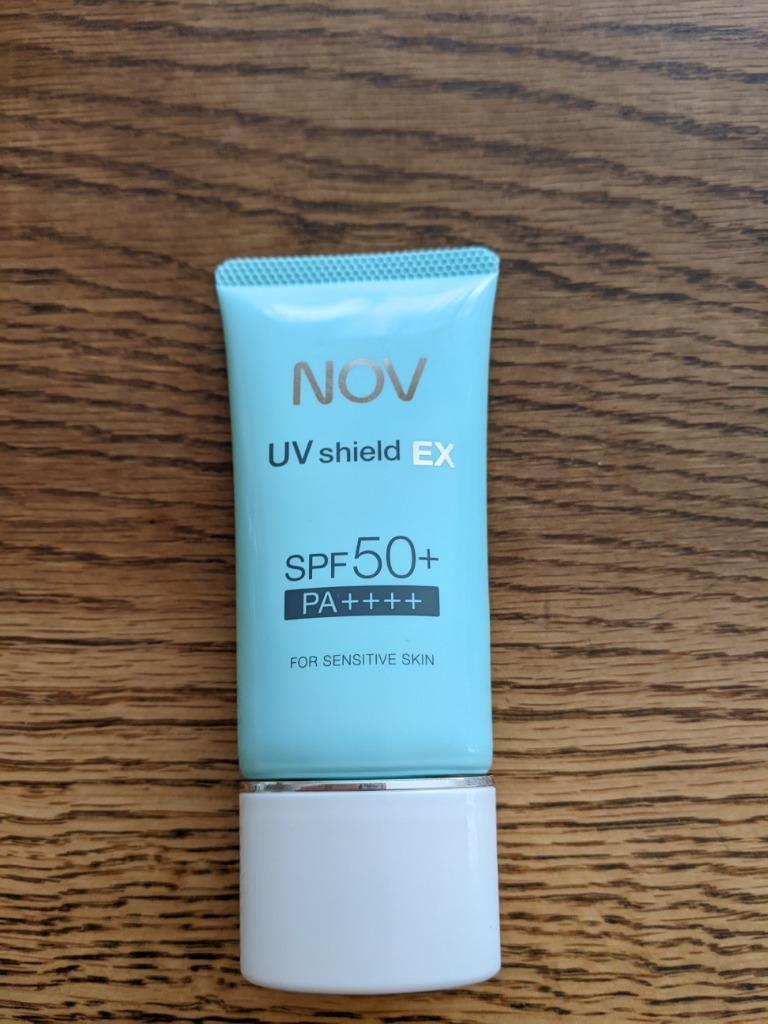 NOV
UV shield EX
SPF50+
PA++++
FOR SENSITIVE SKIN